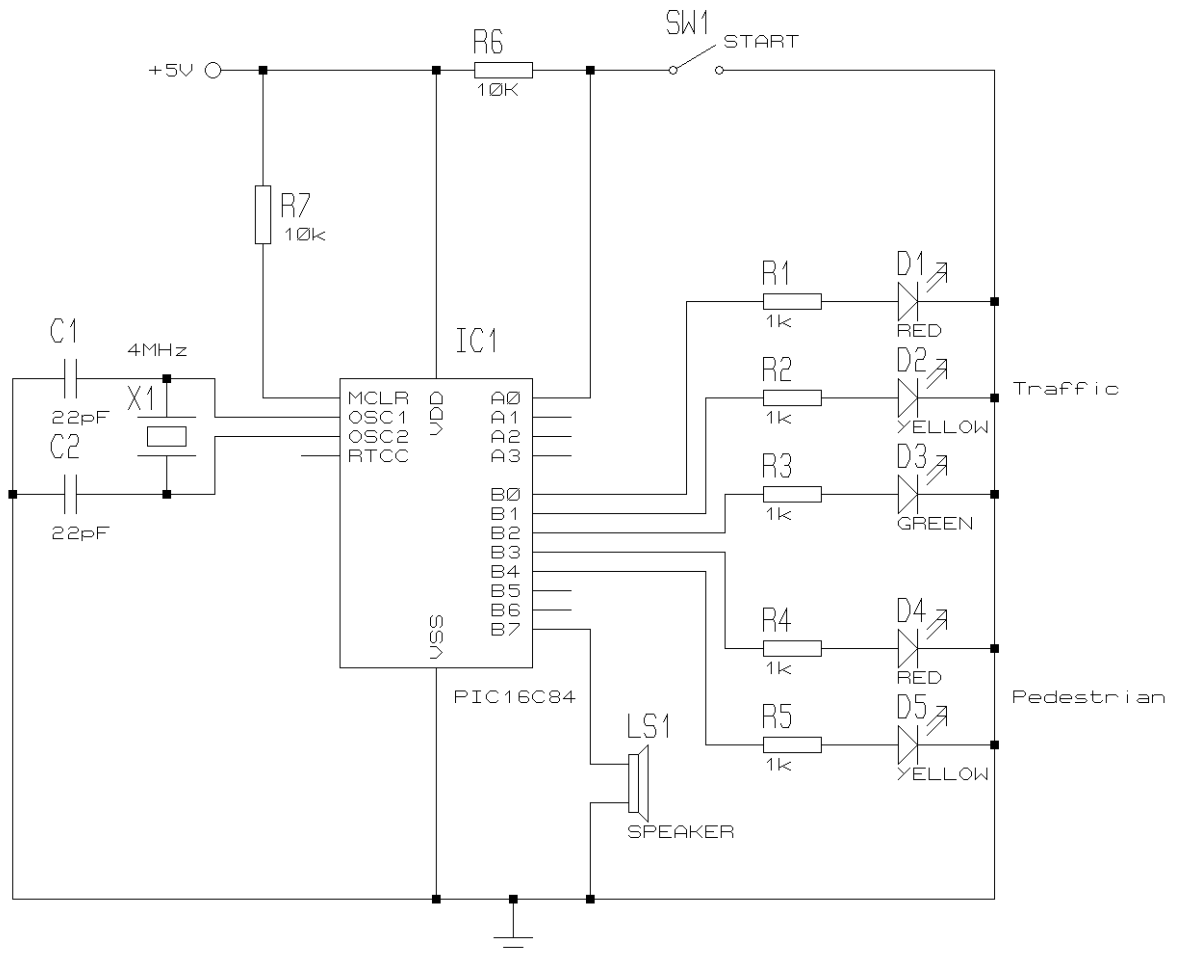 SW1
START
R6
10K
+5V
R7
10k
R1
1k
D1
RED
IC1
C1
22pF
4MHz
X1
C2
22pF
MCLR
OSC1
OSC2
RTCC
VDD
VSS
A0
A1
A2
A3
B0
B1
B2
B3
B4
B5
B6
B7
PIC16C84
R2
1k
D2
YELLOW
Traffic
R3
1k
D3
GREEN
R4
1k
D4
RED
Pedestrian
R5
1k
D5
YELLOW
LS1
SPEAKER